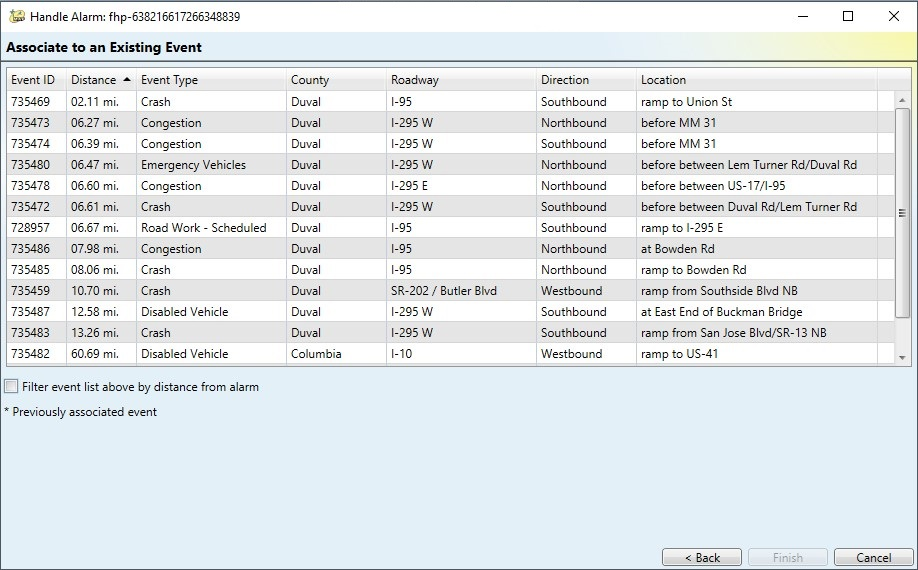 Handle Alarm: fhp-638216617266348839
Associate to an Existing Event
Event ID Distance Event Type County Roadway Direction Location
735469 02.11 mi. Crash Duval I-95 Southbound ramp to Union St
735473 06.27 mi. Congestion Duval I-295 W Northbound before MM 31
735474 06.39 mi. Congestion Duval I-295 W Southbound before MM 31
735480 06.47 mi. Emergency Vehicles Duval I-295 W Northbound before between Lem Turner Rd/Duval Rd
735478 06.60 mi. Congestion Duval I-295 E Northbound before between US-17/I-95
735472 06.61 mi. Crash Duval I-295 W Southbound before between Duval Rd/Lem Turner Rd
728957 06.67 mi. Road Work - Scheduled Duval I-95 Southbound ramp to I-295 E
735486 07.98 mi. Congestion Duval I-95 Northbound at Bowden Rd
735485 08.06 mi. Crash Duval I-95 Northbound ramp to Bowden Rd
735459 10.70 mi. Crash Duval SR-202 / Butler Blvd Westbound ramp from Southside Blvd NB
735487 12.58 mi. Disabled Vehicle Duval I-295 W Southbound at East End of Buckman Bridge
735483 13.26 mi. Crash Duval I-295 W Southbound ramp from San Jose Blvd/SR-13 NB
735482 60.69 mi. Disabled Vehicle Columbia I-10 Westbound ramp to US-41
Filter event list above by distance from alarm
* Previously associated event
< Back Finish Cancel